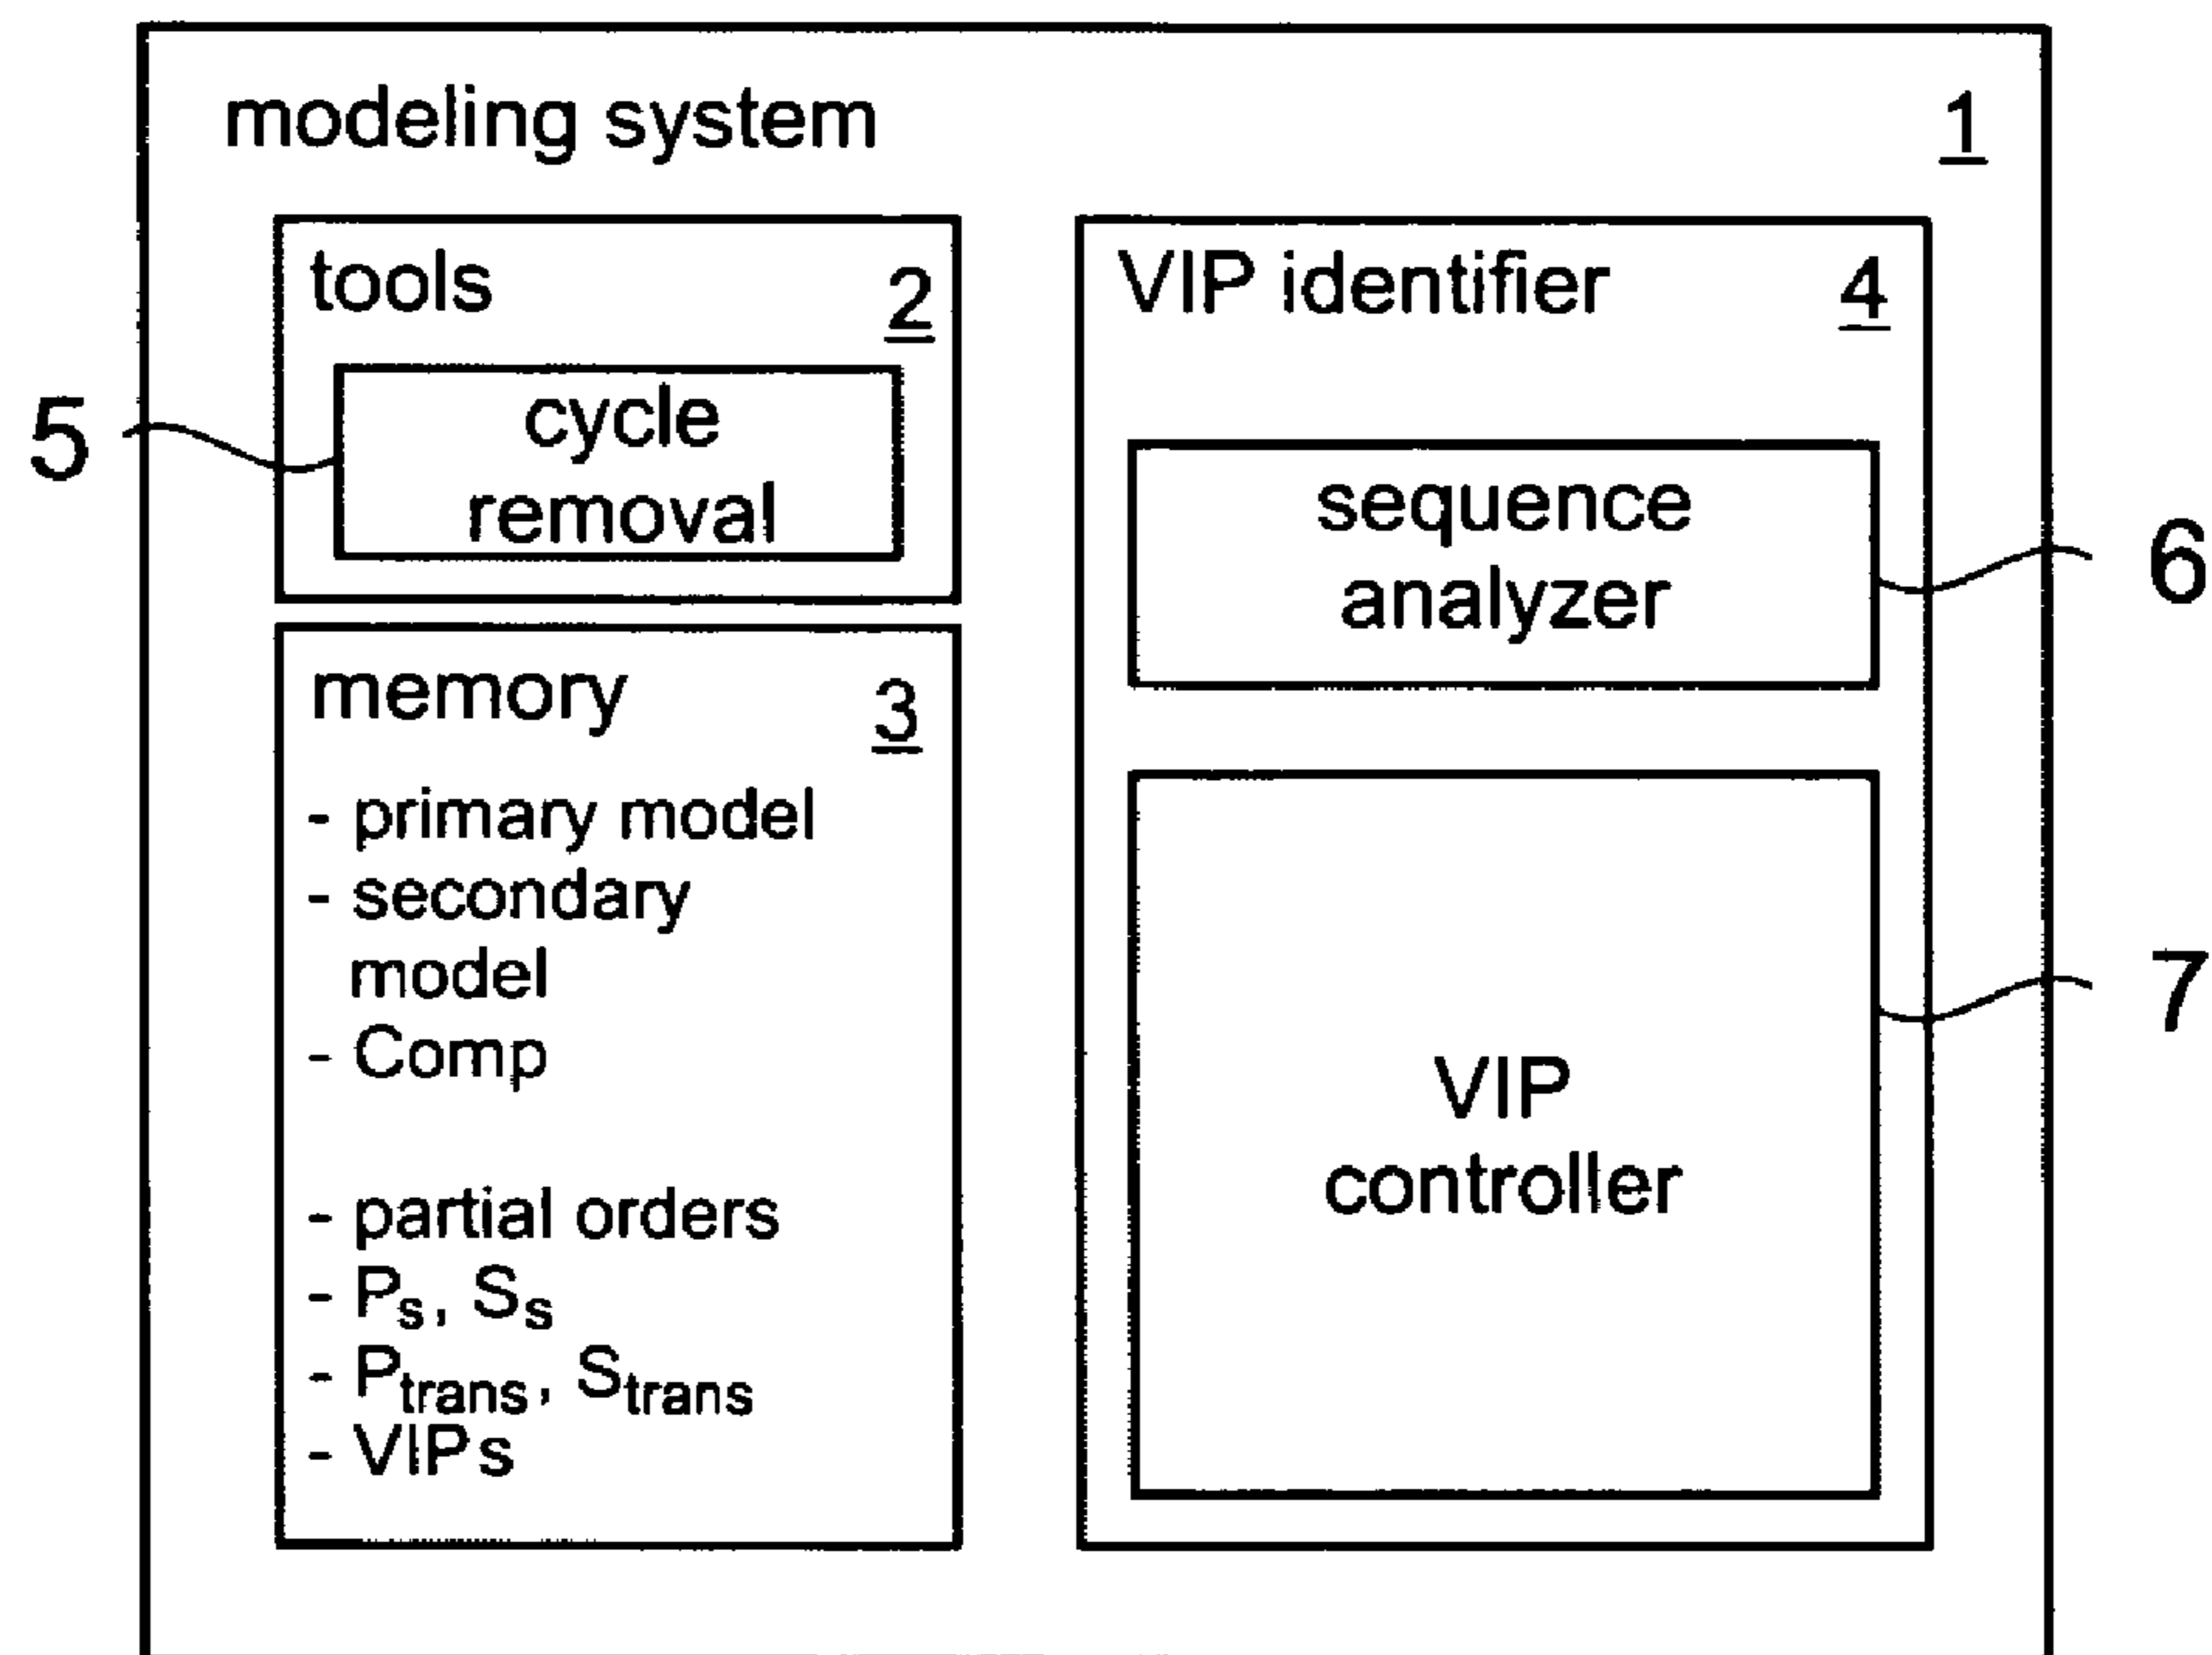 modeling system
1
tools
2
5
cycle
removal
memory
3
- primary model
- secondary
model
- Comp
- partial orders
- Ps, Ss
- Ptrans, Strans
- VIPs
VIP identifier
4
sequence
analyzer
6
VIP
controller
7